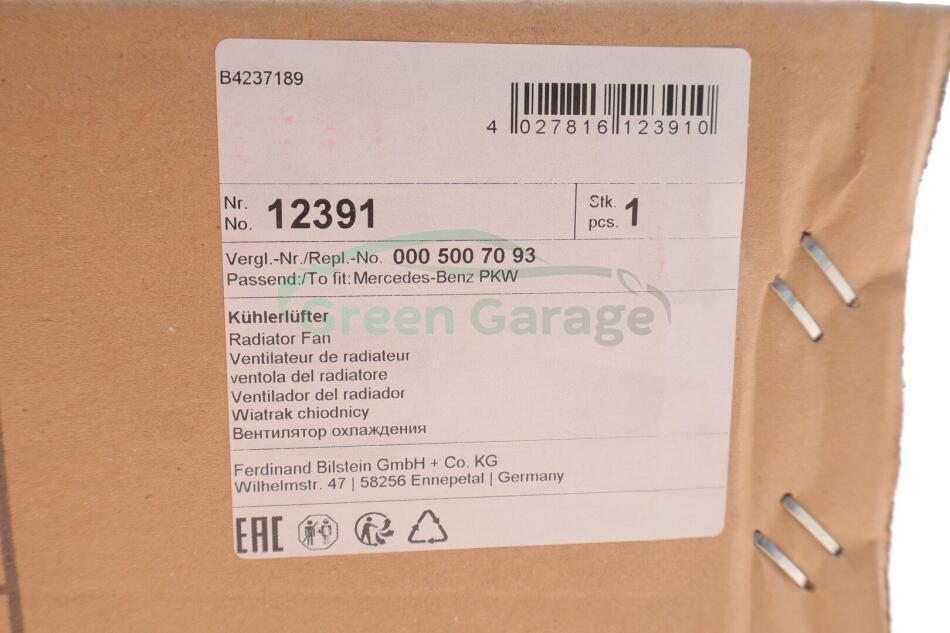 B4237189
4 027816 123910
Nr.
No. 12391
Stk.
pcs. 1
Vergl.-Nr./Repl.-No. 000 500 70 93
Passend:/To fit: Mercedes-Benz PKW
Green Garage
Kühlerlüfter
Radiator Fan
Ventilateur de radiateur
ventola del radiatore
Ventilador del radiador
Wiatrak chłodnicy
Вентилятор охлаждения
Ferdinand Bilstein GmbH + Co. KG
Wilhelmstr. 47 | 58256 Ennepetal | Germany
EAC